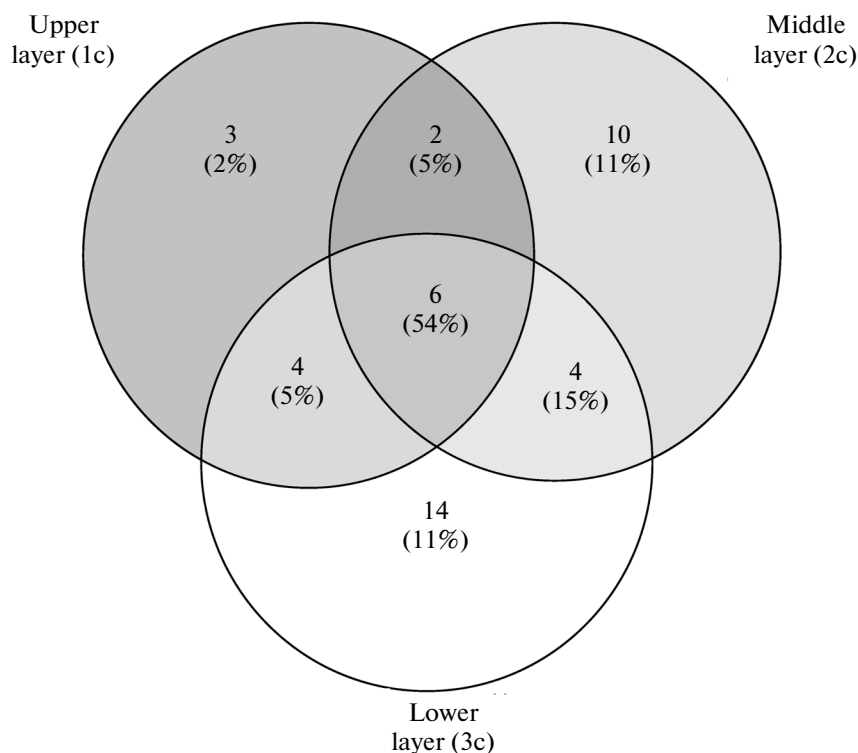 Upper
layer (1c)
Middle
layer (2c)
3
(2%)
2
(5%)
10
(11%)
6
(54%)
4
(5%)
4
(15%)
14
(11%)
Lower
layer (3c)